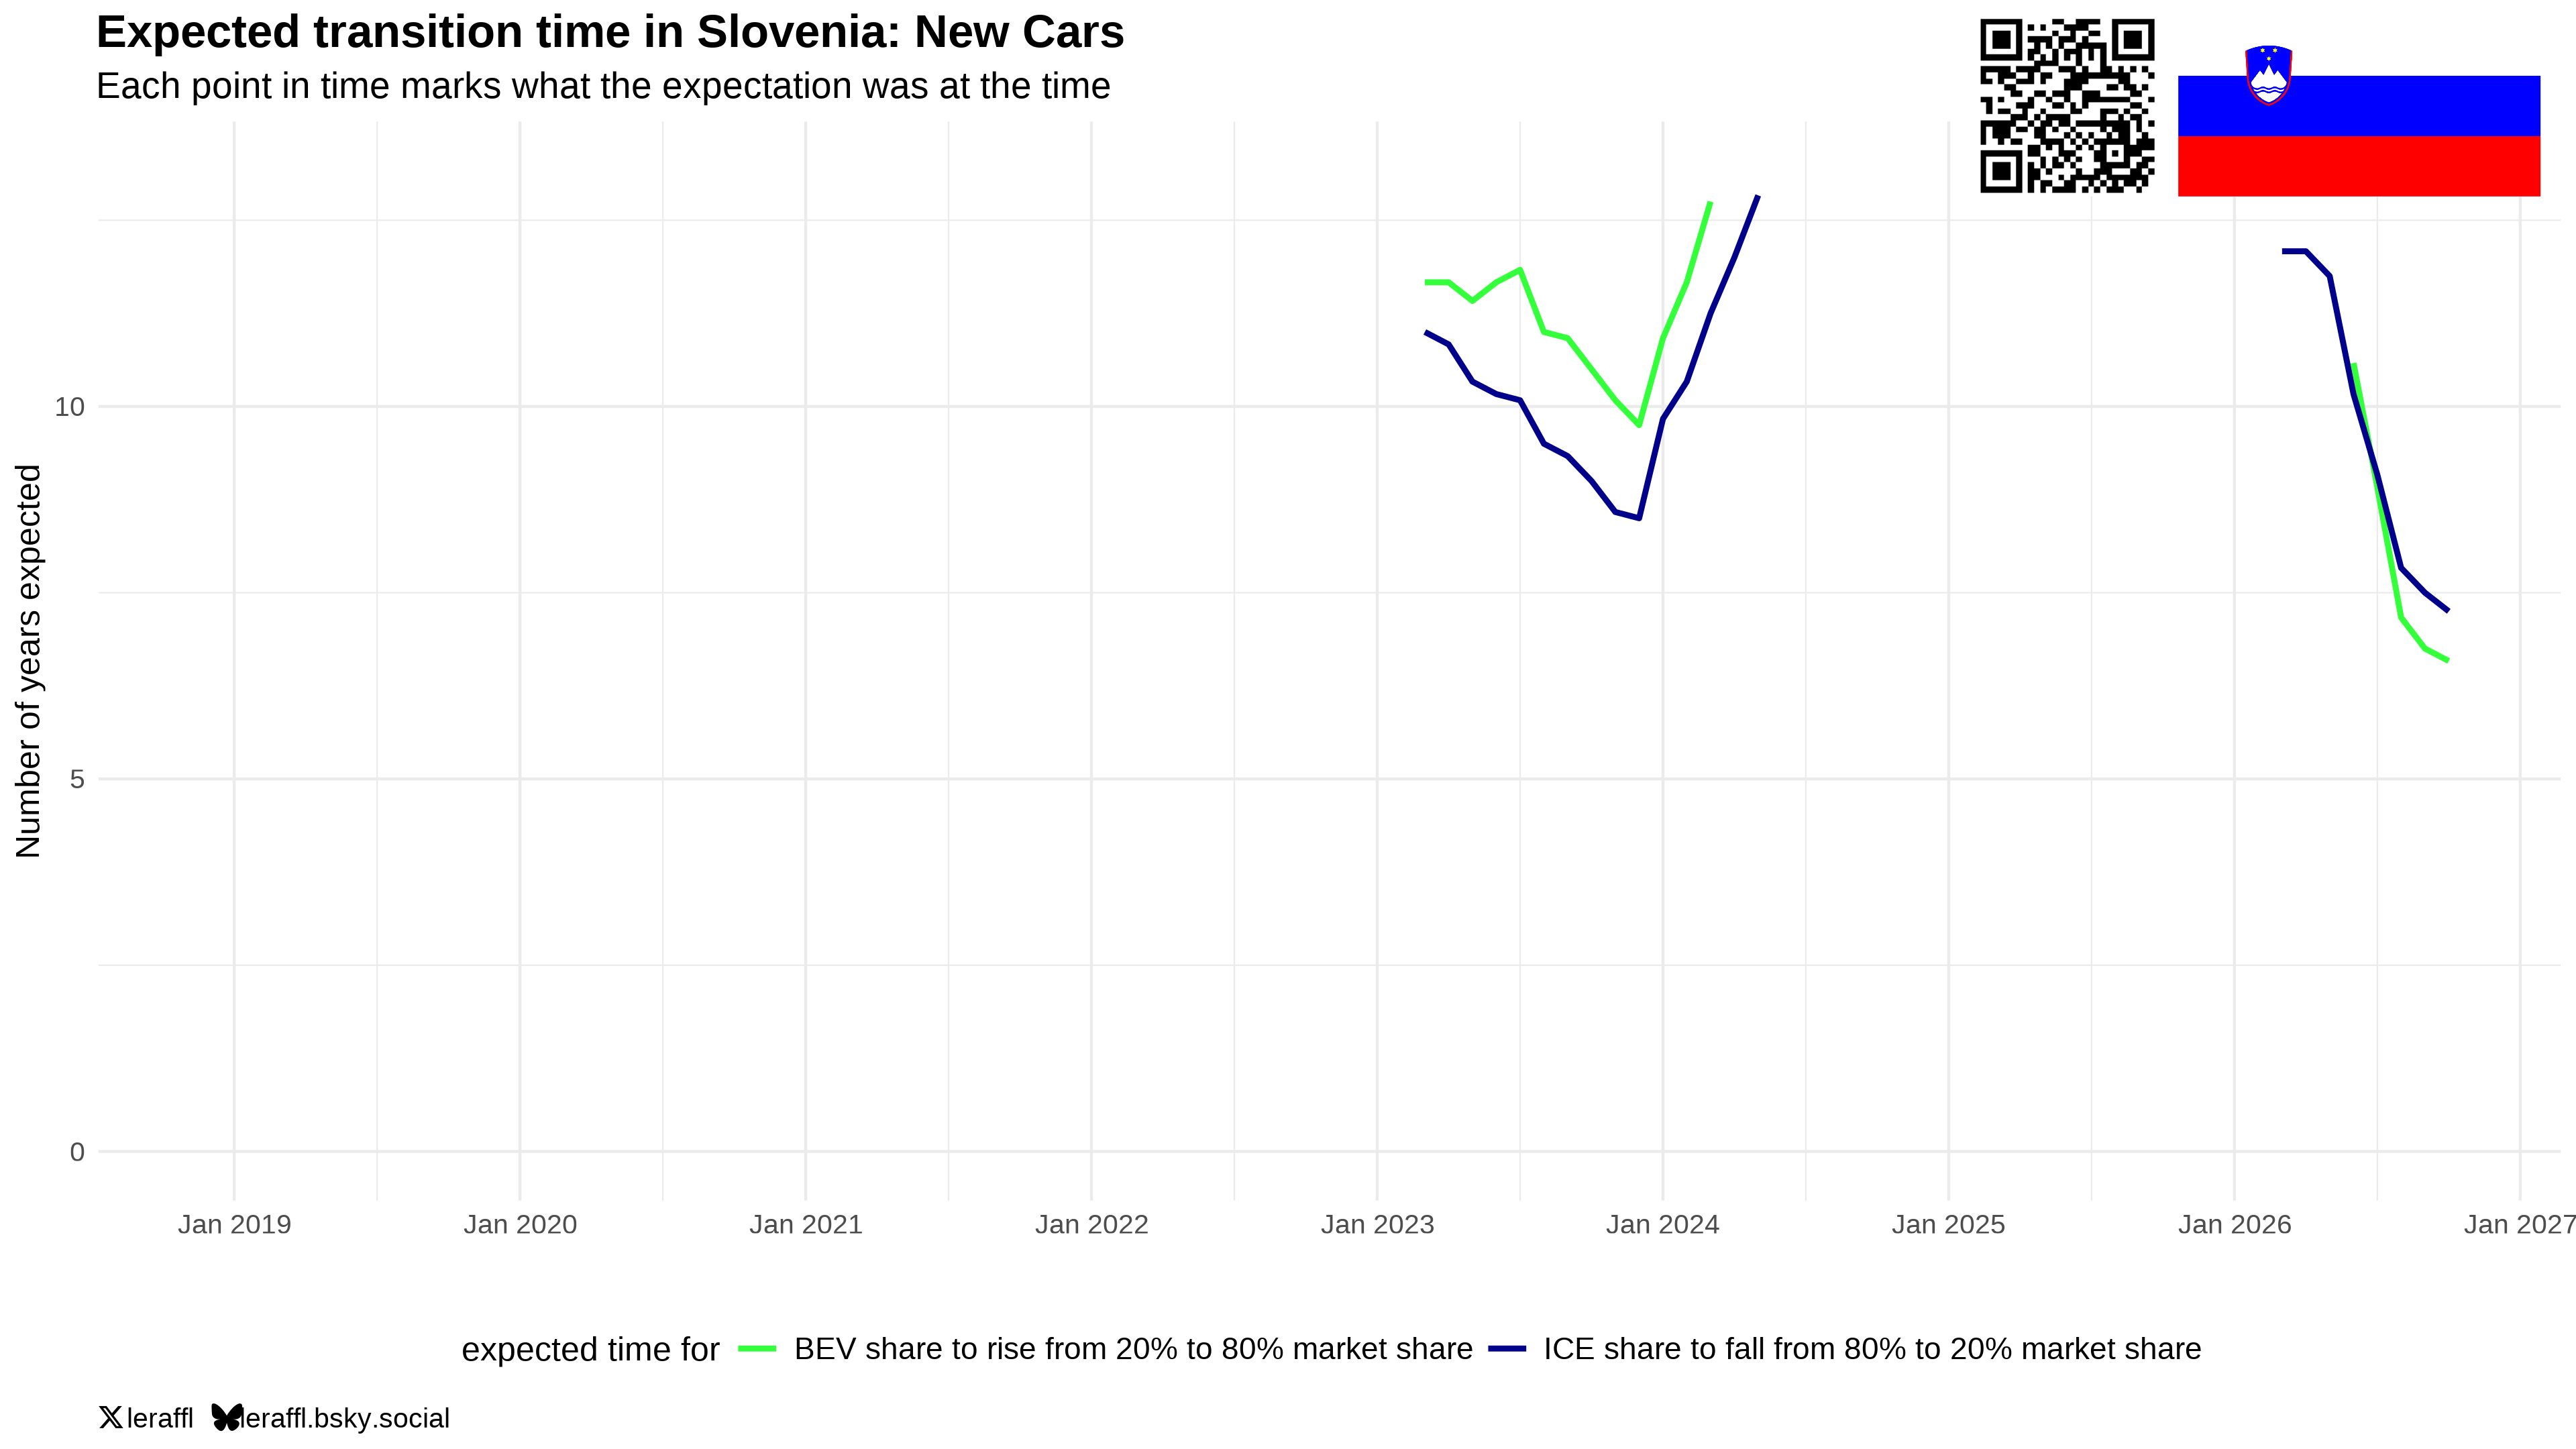 Expected transition time in Slovenia: New Cars
Each point in time marks what the expectation was at the time
Number of years expected
10
5
0
Jan 2019
Jan 2020
Jan 2021
Jan 2022
Jan 2023
Jan 2024
Jan 2025
Jan 2026
Jan 2027
expected time for
BEV share to rise from 20% to 80% market share
ICE share to fall from 80% to 20% market share
leraffl
leraffl.bsky.social